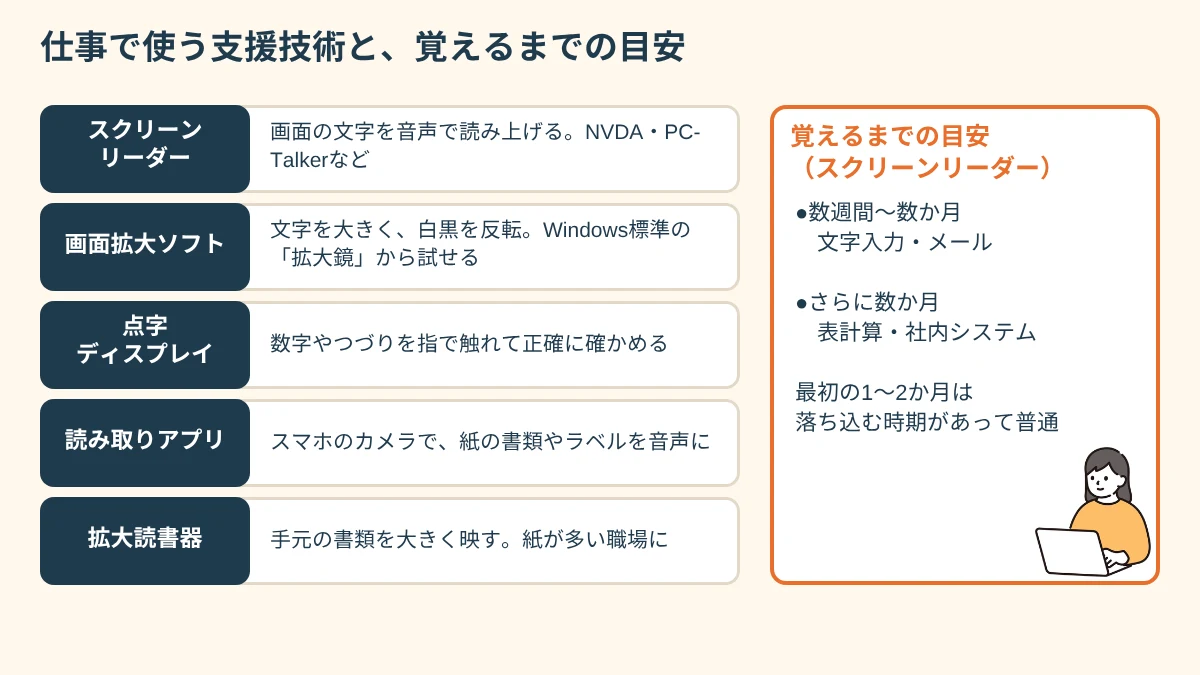 仕事で使う支援技術と、覚えるまでの目安
スクリーン
リーダー
画面の文字を音声で読み上げる。NVDA・PC-
Talkerなど
画面拡大ソフト
文字を大きく、白黒を反転。Windows標準の
「拡大鏡」から試せる
点字
ディスプレイ
数字やつづりを指で触れて正確に確かめる
読み取りアプリ
スマホのカメラで、紙の書類やラベルを音声に
拡大読書器
手元の書類を大きく映す。紙が多い職場に
覚えるまでの目安
（スクリーンリーダー）
●数週間〜数か月
文字入力・メール
●さらに数か月
表計算・社内システム
最初の1〜2か月は
落ち込む時期があって普通